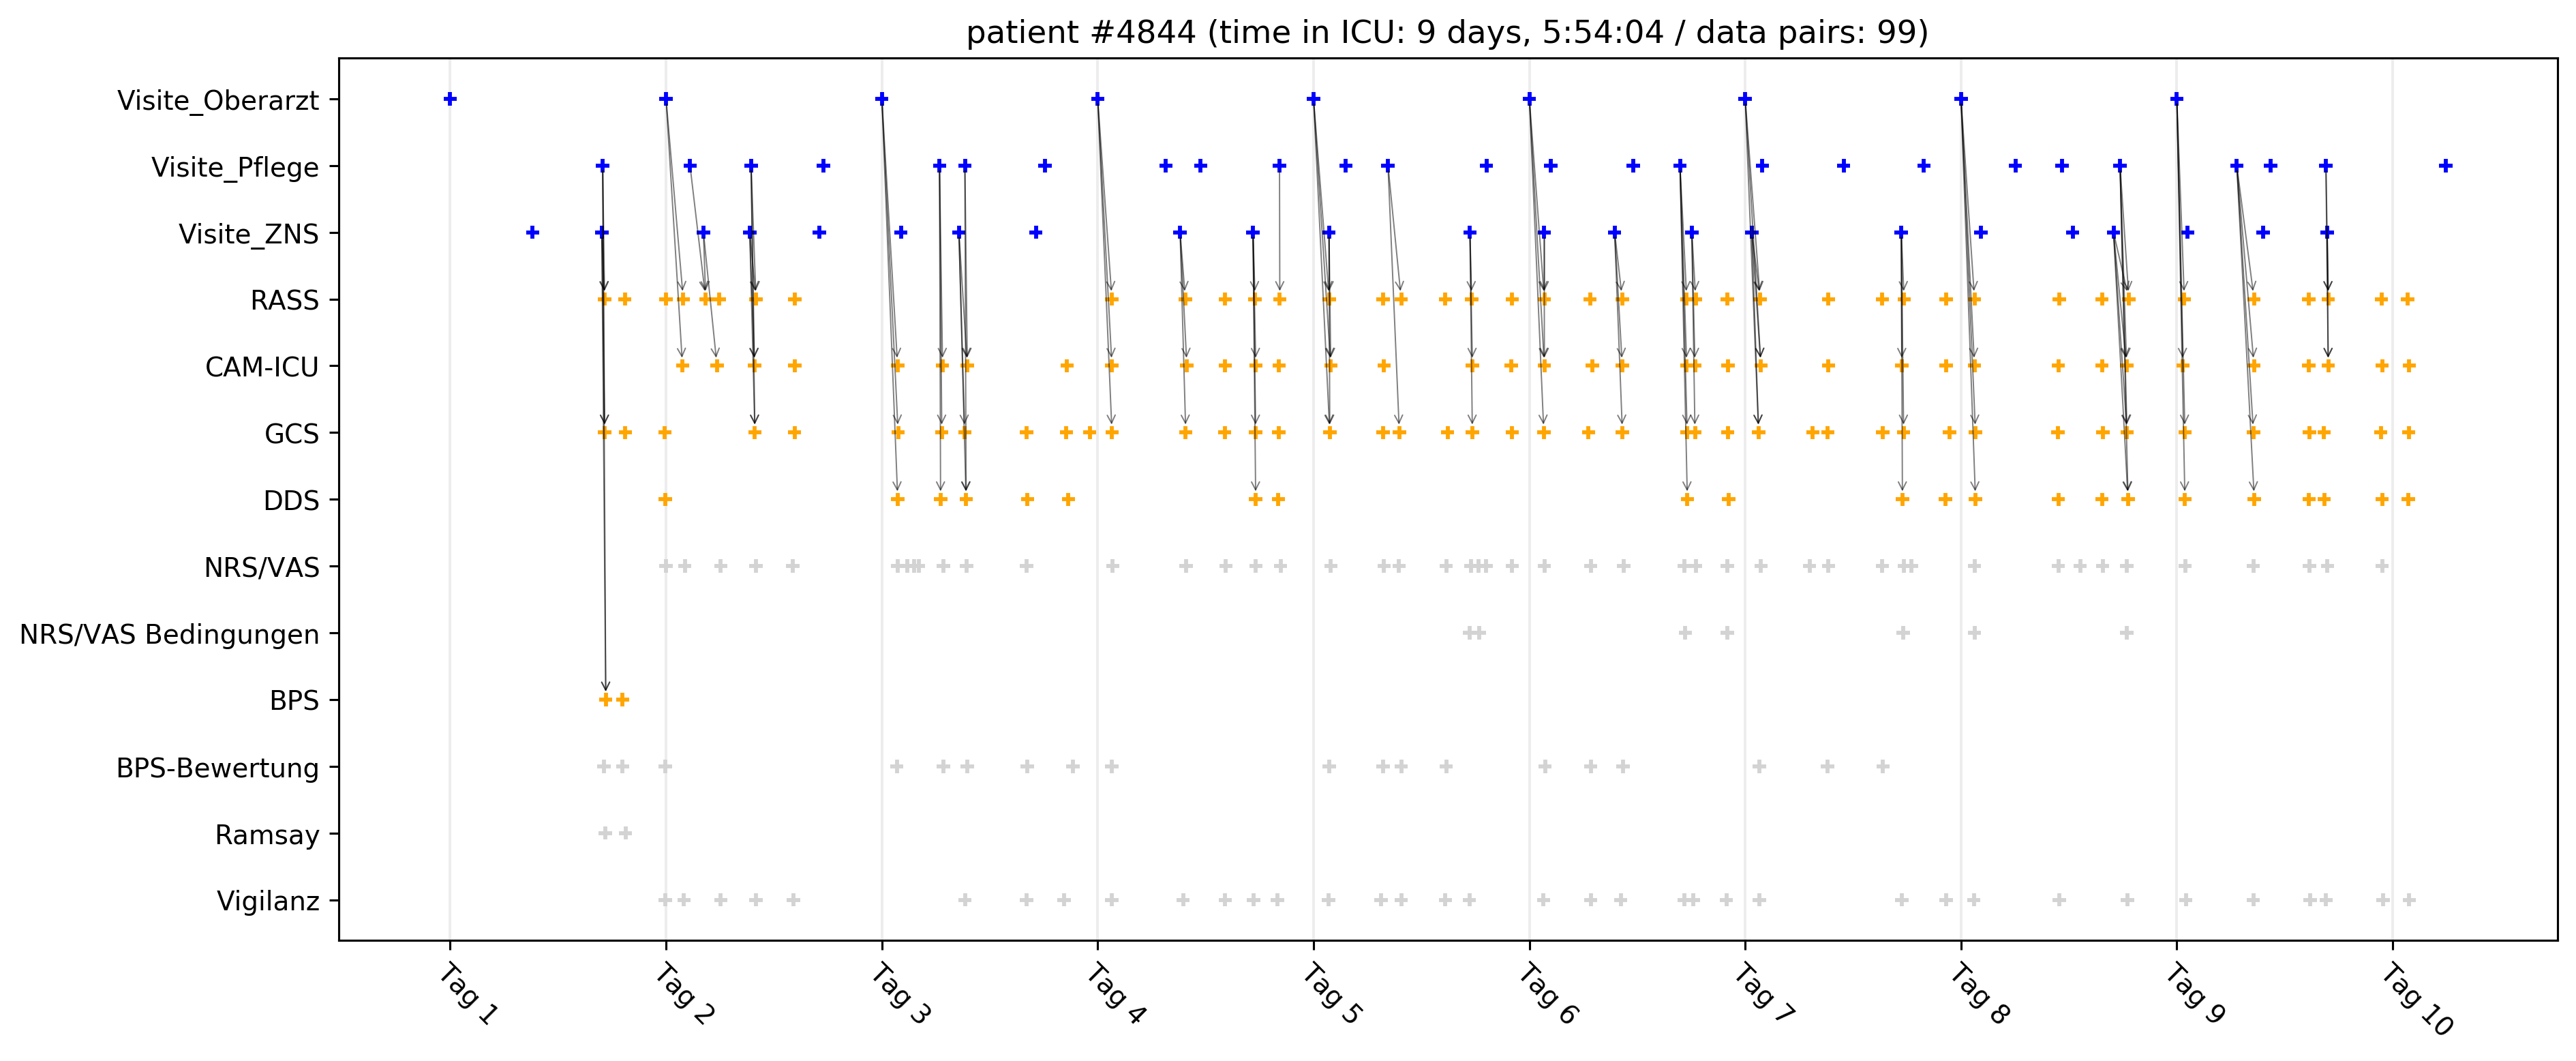 patient #4844 (time in ICU: 9 days, 5:54:04 / data pairs: 99)
Visite_Oberarzt
Visite_Pflege
Visite_ZNS
RASS
CAM-ICU
GCS
DDS
NRS/VAS
NRS/VAS Bedingungen
BPS
BPS-Bewertung
Ramsay
Vigilanz
Tag 1
Tag 2
Tag 3
Tag 4
Tag 5
Tag 6
Tag 7
Tag 8
Tag 9
Tag 10